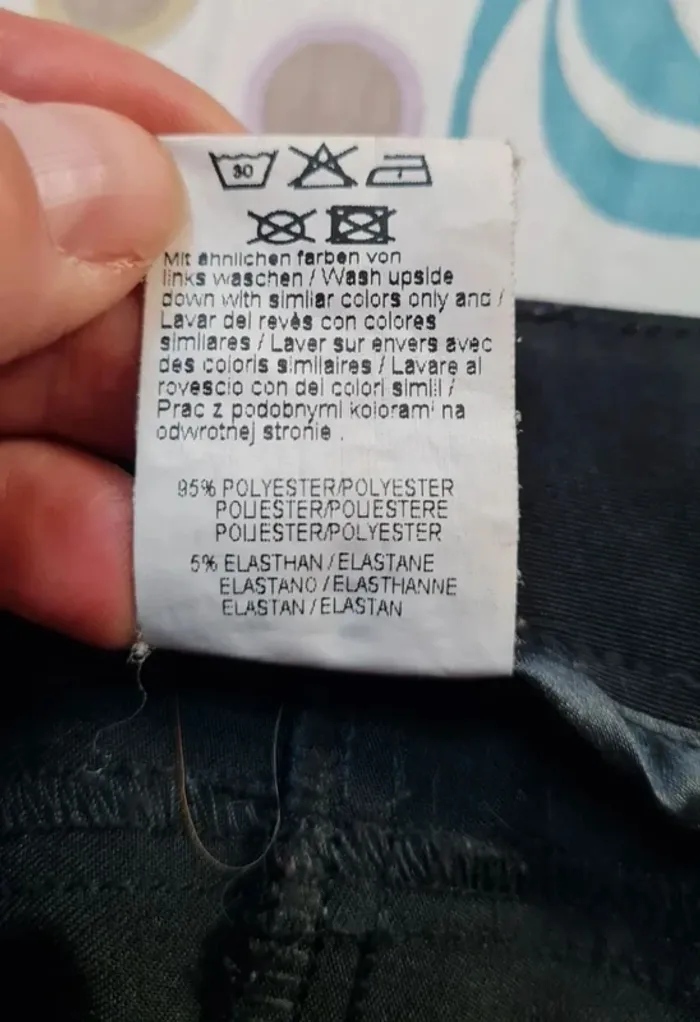 30
Mit ähnlichen farben von
links waschen / Wash upside
down with similiar colors only and /
Lavar del revès con colores
similares / Laver sur envers avec
des coloris similaires / Lavare al
rovescio con dei colori simili /
Prac z podobnymi kolorami na
odwrotnej stronie .
95% POLYESTER/POLYESTER
POLIESTER/POLIESTERE
POLIESTER/POLYESTER
5% ELASTHAN / ELASTANE
ELASTANO / ELASTHANNE
ELASTAN / ELASTAN